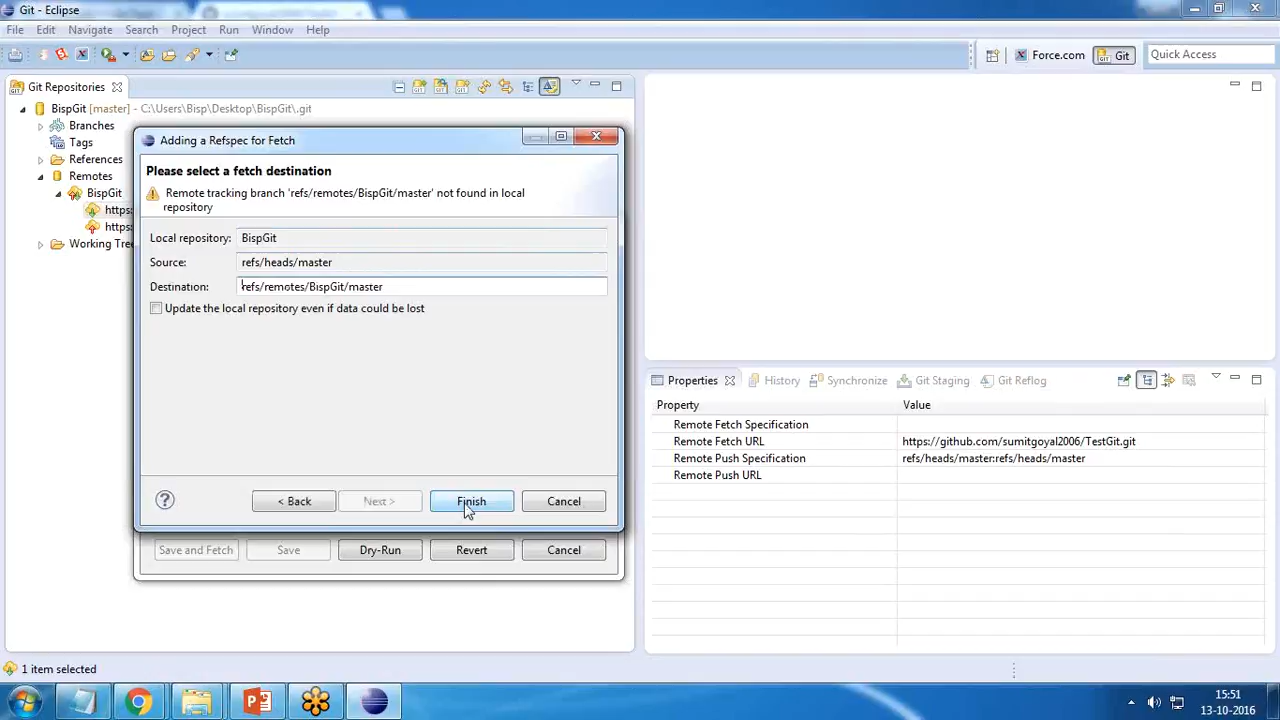 Git - Eclipse
File Edit Navigate Search Project Run Window Help
Force.com Git Quick Access
Git Repositories
BispGit [master] - C:\Users\Bisp\Desktop\BispGit\.git
Branches
Tags
References
Remotes
BispGit
https:
https:
Working Tree
Adding a Refspec for Fetch
Please select a fetch destination
Remote tracking branch 'refs/remotes/BispGit/master' not found in local
repository
Local repository: BispGit
Source: refs/heads/master
Destination: refs/remotes/BispGit/master
Update the local repository even if data could be lost
< Back Next > Finish Cancel
Save and Fetch Save Dry-Run Revert Cancel
Properties History Synchronize Git Staging Git Reflog
Property Value
Remote Fetch Specification
Remote Fetch URL https://github.com/sumitgoyal2006/TestGit.git
Remote Push Specification refs/heads/master:refs/heads/master
Remote Push URL
1 item selected
15:51
13-10-2016